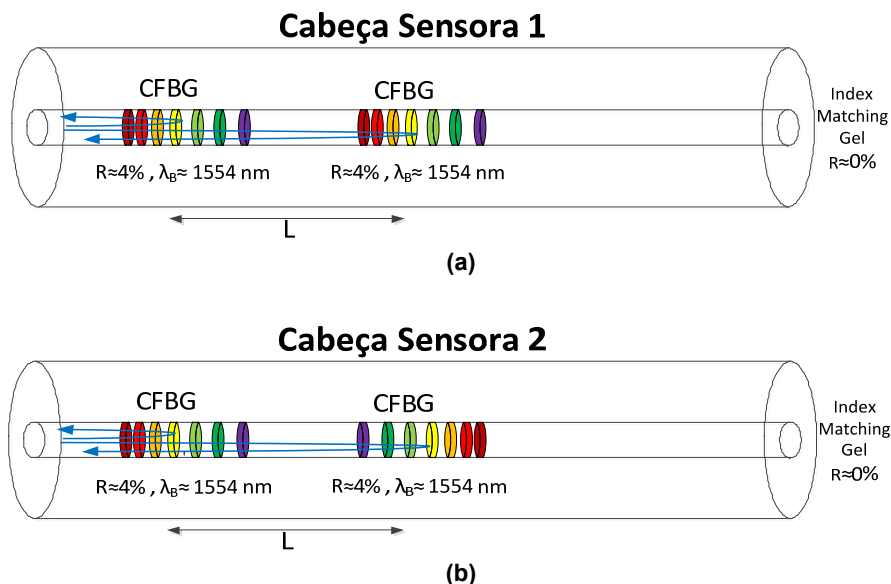 Cabeça Sensora 1
CFBG
CFBG
Index
Matching
Gel
R≈0%
R≈4% , λB≈ 1554 nm
R≈4% , λB≈ 1554 nm
L
(a)
Cabeça Sensora 2
CFBG
CFBG
Index
Matching
Gel
R≈0%
R≈4% , λB≈ 1554 nm
R≈4% , λB≈ 1554 nm
L
(b)